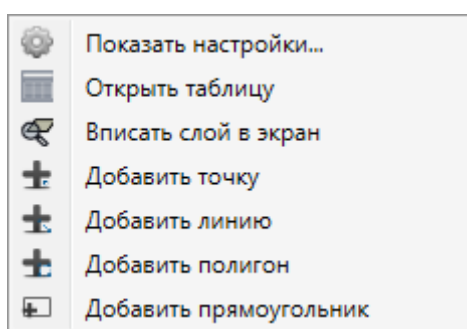 Показать настройки...
Открыть таблицу
Вписать слой в экран
Добавить точку
Добавить линию
Добавить полигон
Добавить прямоугольник